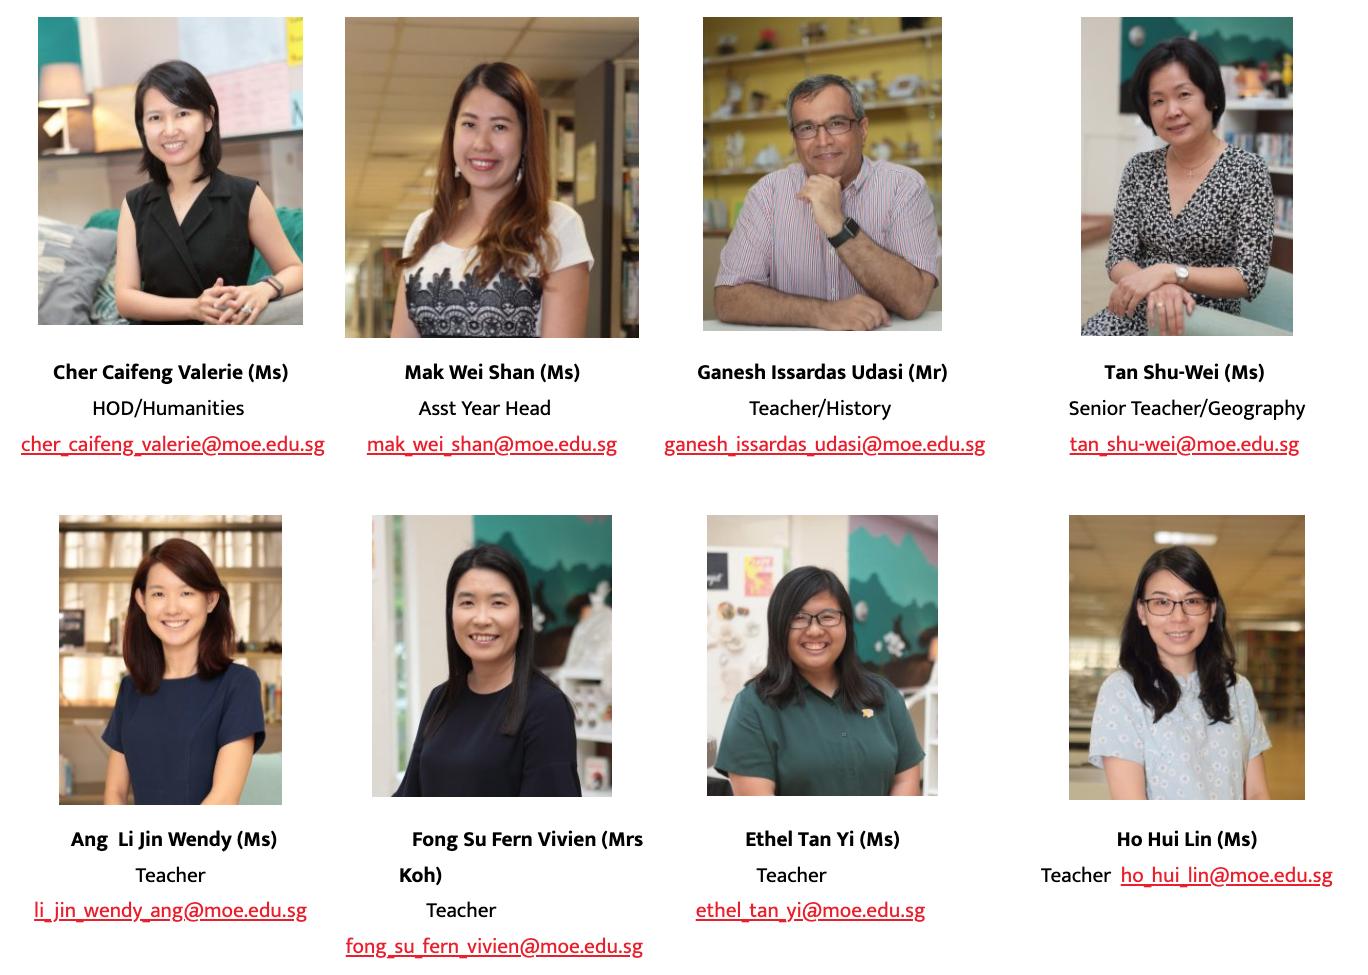 Cher Caifeng Valerie (Ms)
HOD/Humanities
cher_caifeng_valerie@moe.edu.sg
Mak Wei Shan (Ms)
Asst Year Head
mak_wei_shan@moe.edu.sg
Ganesh Issardas Udasi (Mr)
Teacher/History
ganesh_issardas_udasi@moe.edu.sg
Tan Shu-Wei (Ms)
Senior Teacher/Geography
tan_shu-wei@moe.edu.sg
Ang  Li Jin Wendy (Ms)
Teacher
li_jin_wendy_ang@moe.edu.sg
Fong Su Fern Vivien (Mrs
Koh)
Teacher
fong_su_fern_vivien@moe.edu.sg
Ethel Tan Yi (Ms)
Teacher
ethel_tan_yi@moe.edu.sg
Ho Hui Lin (Ms)
Teacher  ho_hui_lin@moe.edu.sg